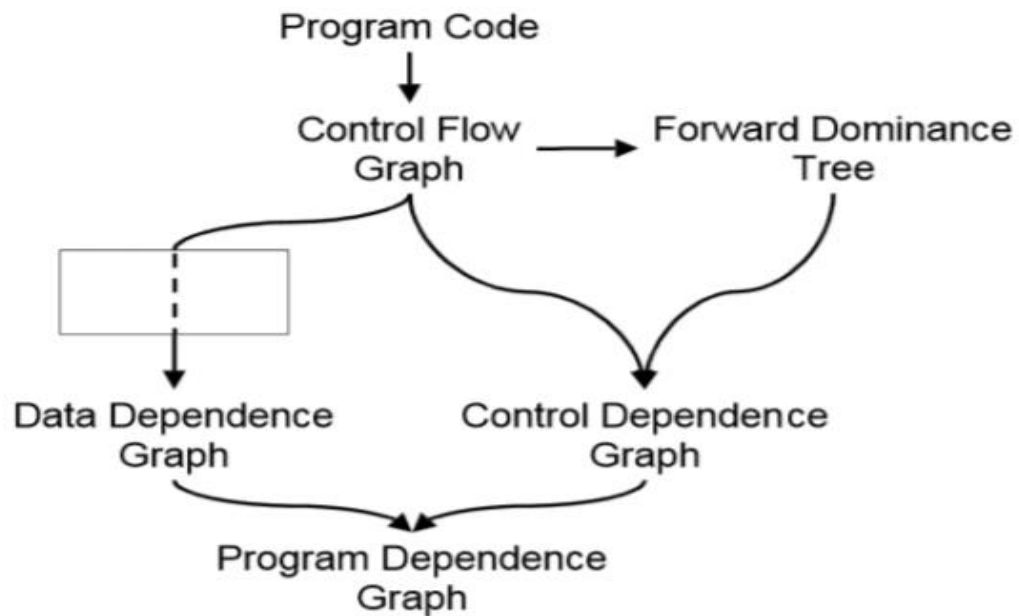 Program Code
Control Flow
Graph
Forward Dominance
Tree
Data Dependence
Graph
Control Dependence
Graph
Program Dependence
Graph